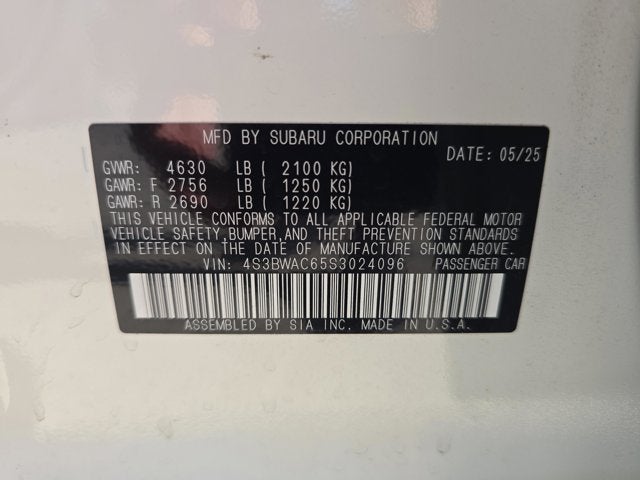 MFD BY SUBARU CORPORATION
DATE: 05/25
GVWR: 4630 LB ( 2100 KG)
GAWR: F 2756 LB ( 1250 KG)
GAWR: R 2690 LB ( 1220 KG)
THIS VEHICLE CONFORMS TO ALL APPLICABLE FEDERAL MOTOR
VEHICLE SAFETY, BUMPER, AND THEFT PREVENTION STANDARDS
IN EFFECT ON THE DATE OF MANUFACTURE SHOWN ABOVE.
VIN: 4S3BWAC65S3024096 PASSENGER CAR
ASSEMBLED BY SIA INC. MADE IN U.S.A.